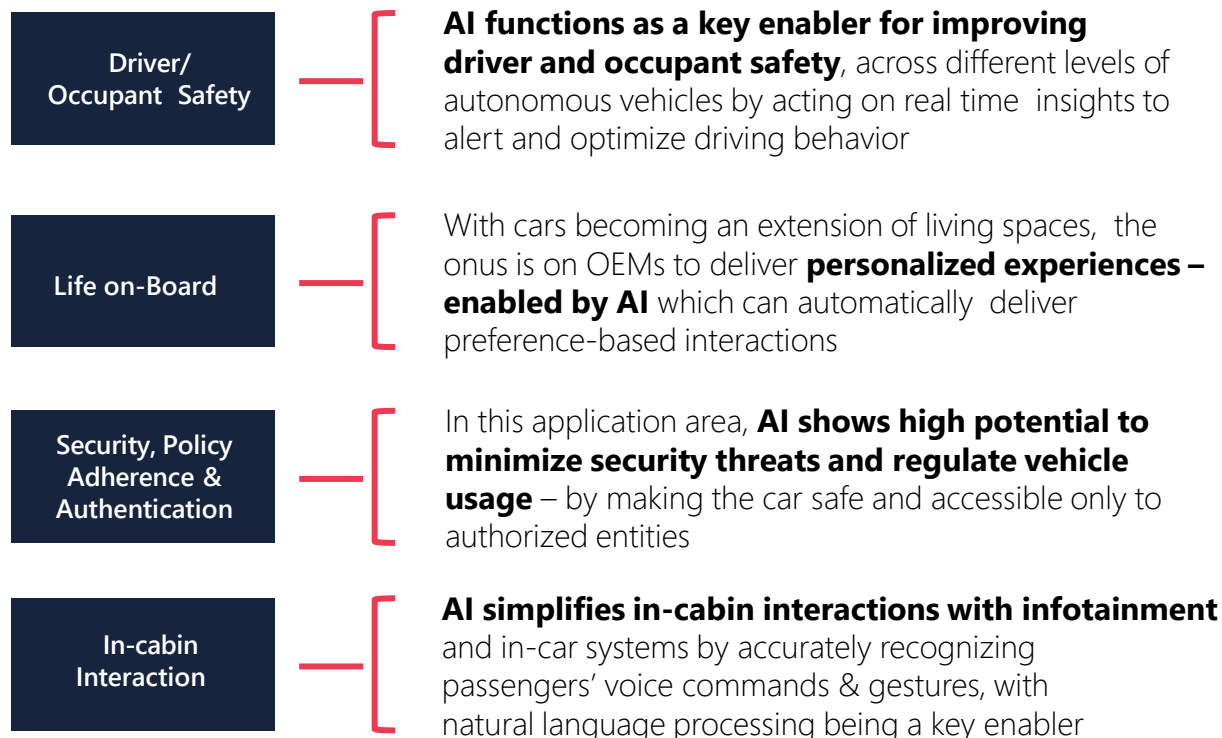 Driver/
Occupant Safety
AI functions as a key enabler for improving
driver and occupant safety, across different levels of
autonomous vehicles by acting on real time insights to
alert and optimize driving behavior
Life on-Board
With cars becoming an extension of living spaces, the
onus is on OEMs to deliver personalized experiences –
enabled by AI which can automatically deliver
preference-based interactions
Security, Policy
Adherence &
Authentication
In this application area, AI shows high potential to
minimize security threats and regulate vehicle
usage – by making the car safe and accessible only to
authorized entities
In-cabin
Interaction
AI simplifies in-cabin interactions with infotainment
and in-car systems by accurately recognizing
passengers’ voice commands & gestures, with
natural language processing being a key enabler